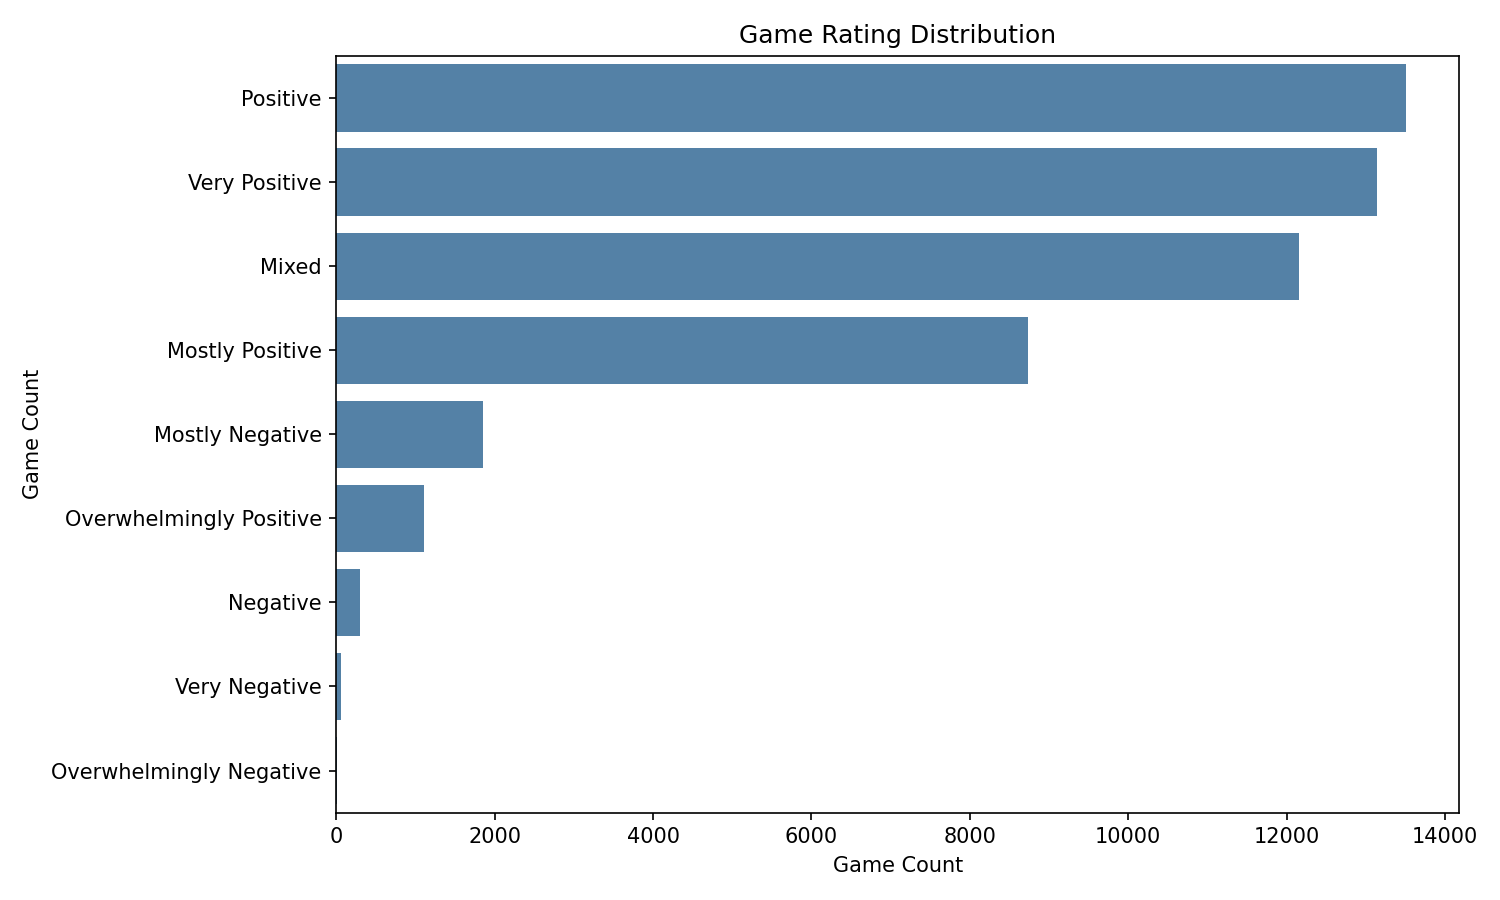 Game Rating Distribution
Positive
Very Positive
Mixed
Mostly Positive
Mostly Negative
Overwhelmingly Positive
Negative
Very Negative
Overwhelmingly Negative
Game Count
0 2000 4000 6000 8000 10000 12000 14000
Game Count